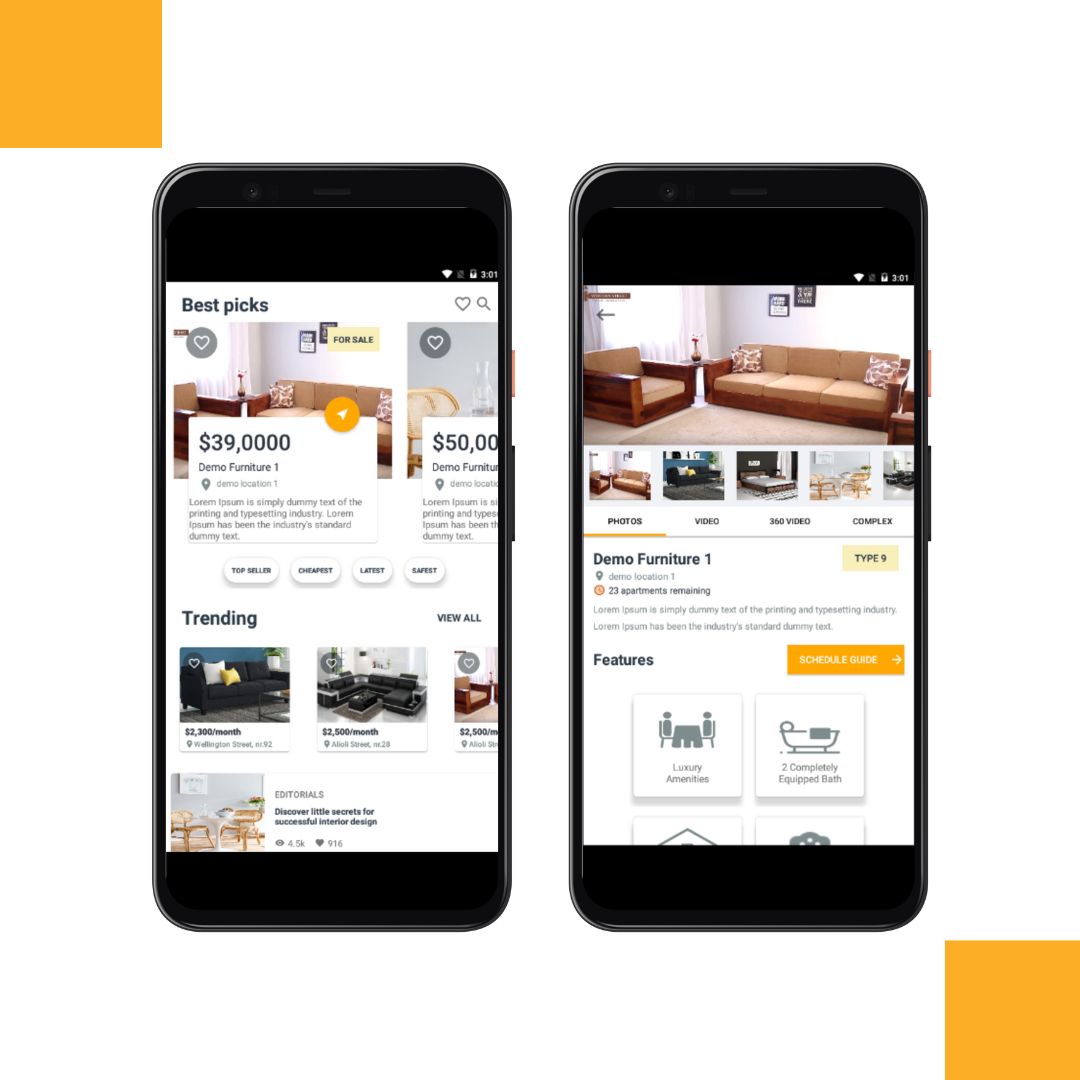 3:01
Best picks
FOR SALE
$39,0000
Demo Furniture 1
demo location 1
Lorem Ipsum is simply dummy text of the
printing and typesetting industry. Lorem
Ipsum has been the industry's standard
dummy text.
$50,00
Demo Furnitur
demo locatic
Lorem Ipsum is si
printing and types
Ipsum has been th
dummy text.
TOP SELLER
CHEAPEST
LATEST
SAFEST
Trending
VIEW ALL
$2,300/month
Wellington Street, nr.92
$2,500/month
Alioli Street, nr.28
$2,500/m
Alioli Str
EDITORIALS
Discover little secrets for
successful interior design
4.5k
916
3:01
PHOTOS
VIDEO
360 VIDEO
COMPLEX
Demo Furniture 1
TYPE 9
demo location 1
23 apartments remaining
Lorem Ipsum is simply dummy text of the printing and typesetting industry.
Lorem Ipsum has been the industry's standard dummy text.
Features
SCHEDULE GUIDE
Luxury
Amenities
2 Completely
Equipped Bath